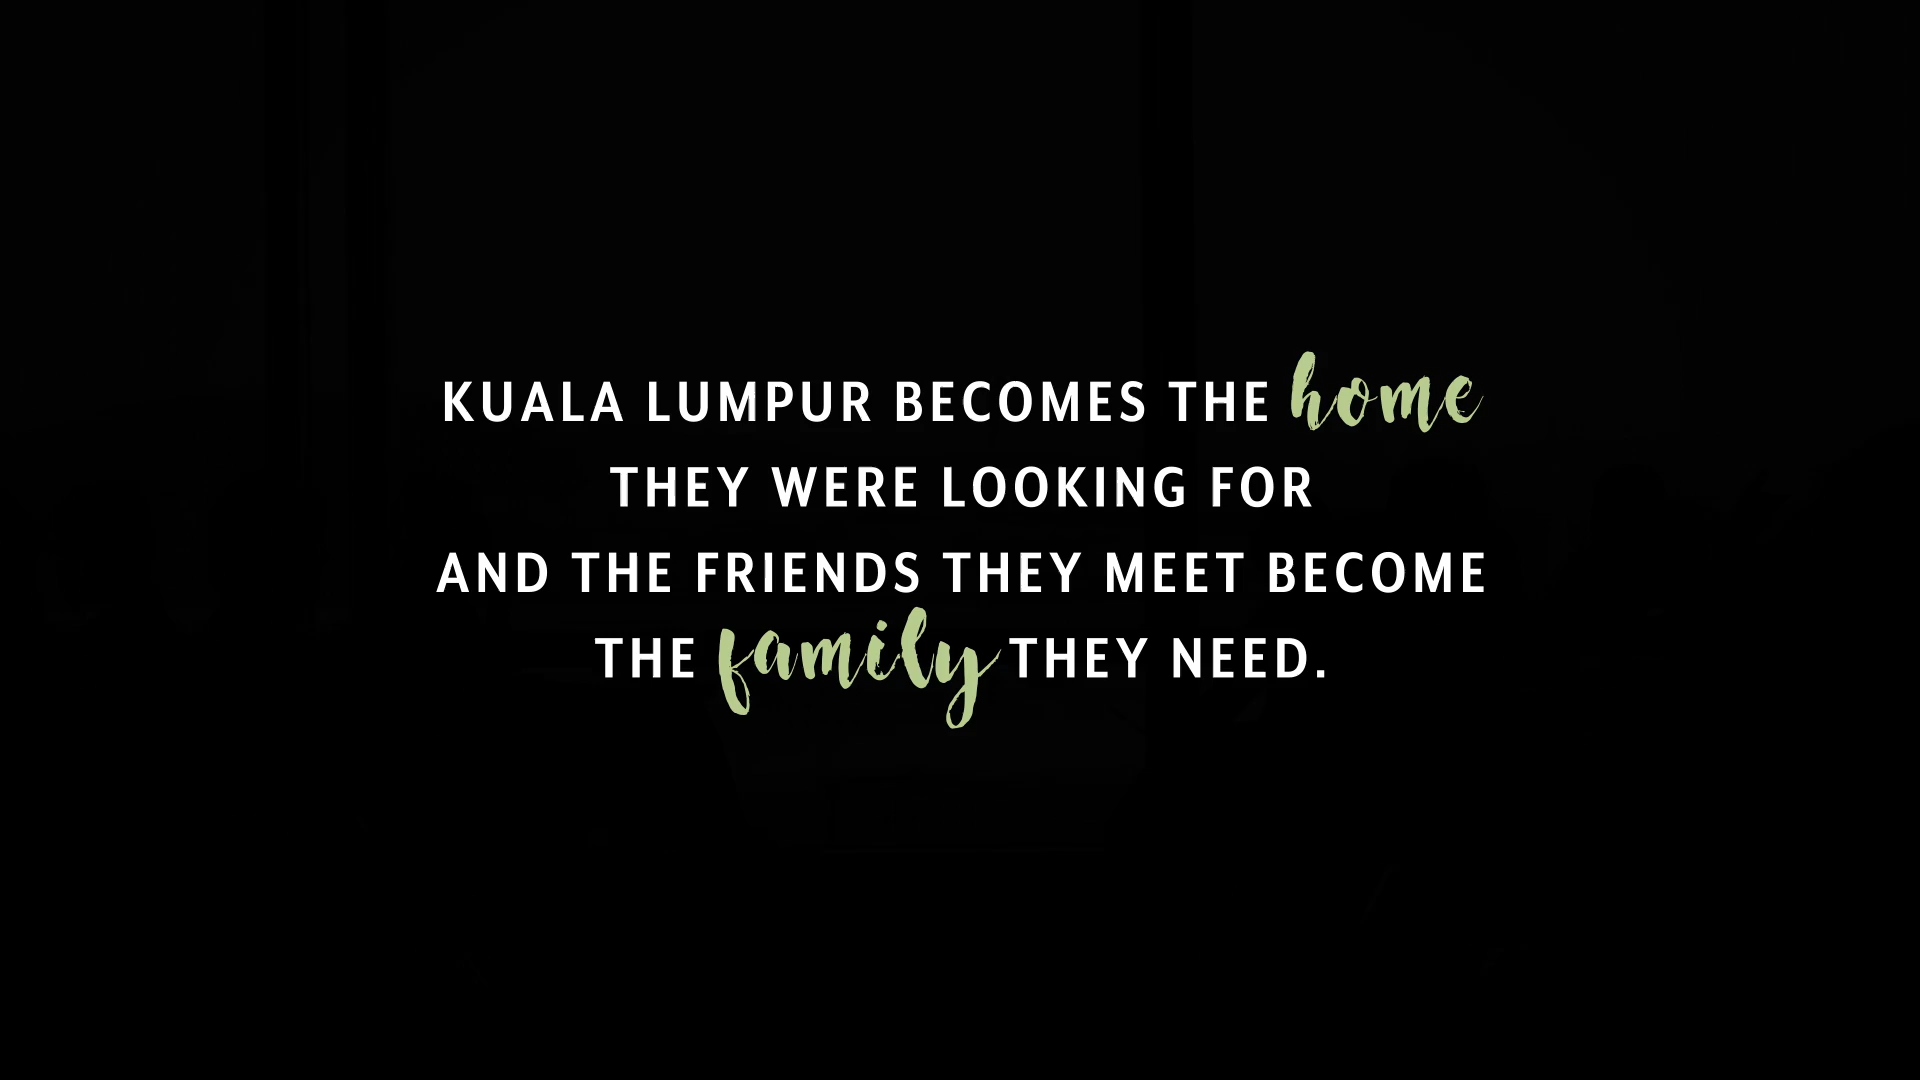 KUALA LUMPUR BECOMES THE home
THEY WERE LOOKING FOR
AND THE FRIENDS THEY MEET BECOME
THE family THEY NEED.